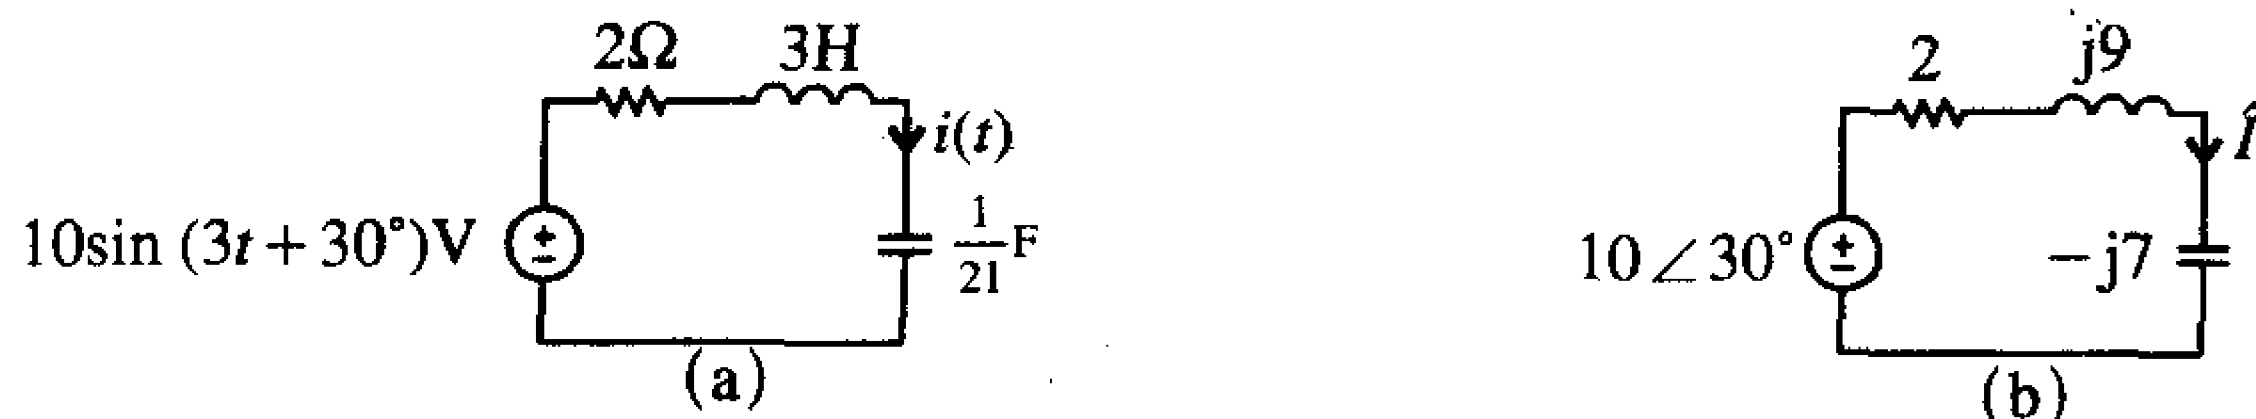 2Ω 3H
i(t)
10sin (3t + 30°)V
1/21 F
(a)
2 j9
Î
10∠30°
−j7
(b)